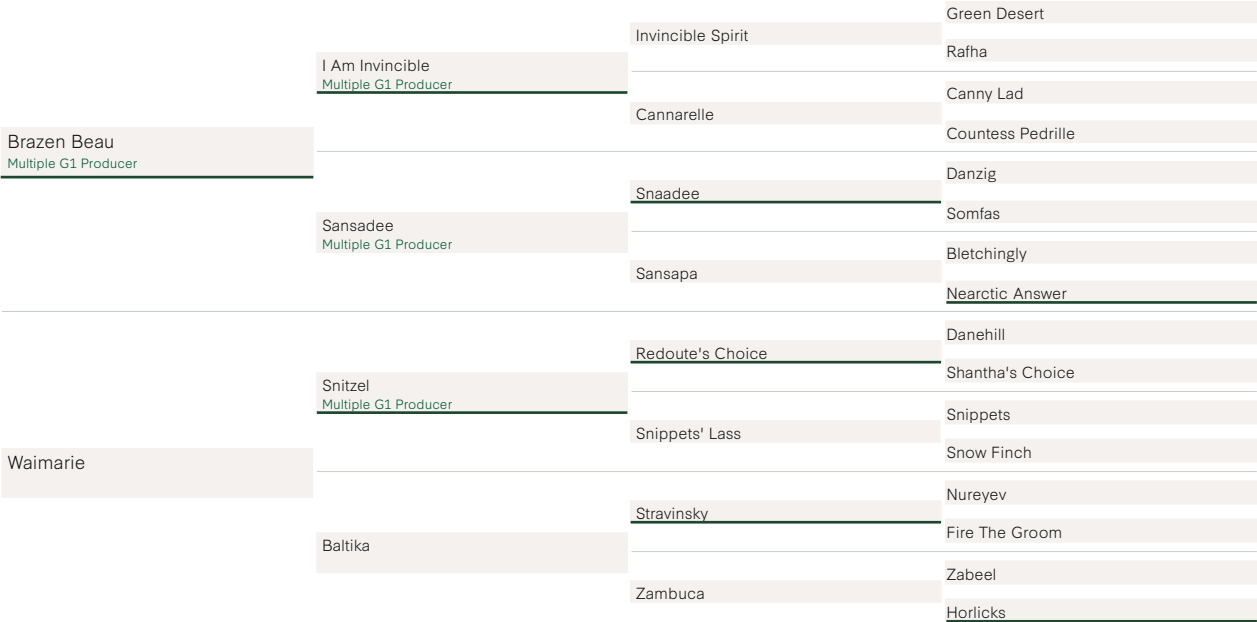 Brazen Beau
Multiple G1 Producer
Waimarie
I Am Invincible
Multiple G1 Producer
Sansadee
Multiple G1 Producer
Snitzel
Multiple G1 Producer
Baltika
Invincible Spirit
Cannarelle
Snaadee
Sansapa
Redoute's Choice
Snippets' Lass
Stravinsky
Zambuca
Green Desert
Rafha
Canny Lad
Countess Pedrille
Danzig
Somfas
Bletchingly
Nearctic Answer
Danehill
Shantha's Choice
Snippets
Snow Finch
Nureyev
Fire The Groom
Zabeel
Horlicks